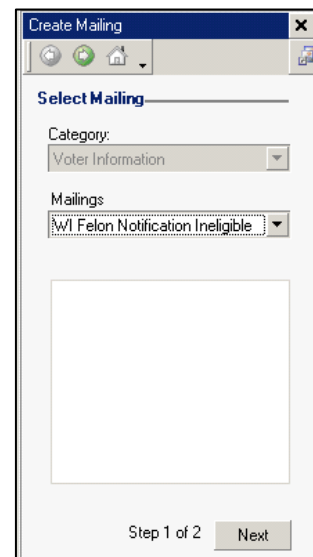 Create Mailing
Select Mailing
Category:
Voter Information
Mailings
WI Felon Notification Ineligible
Step 1 of 2 Next